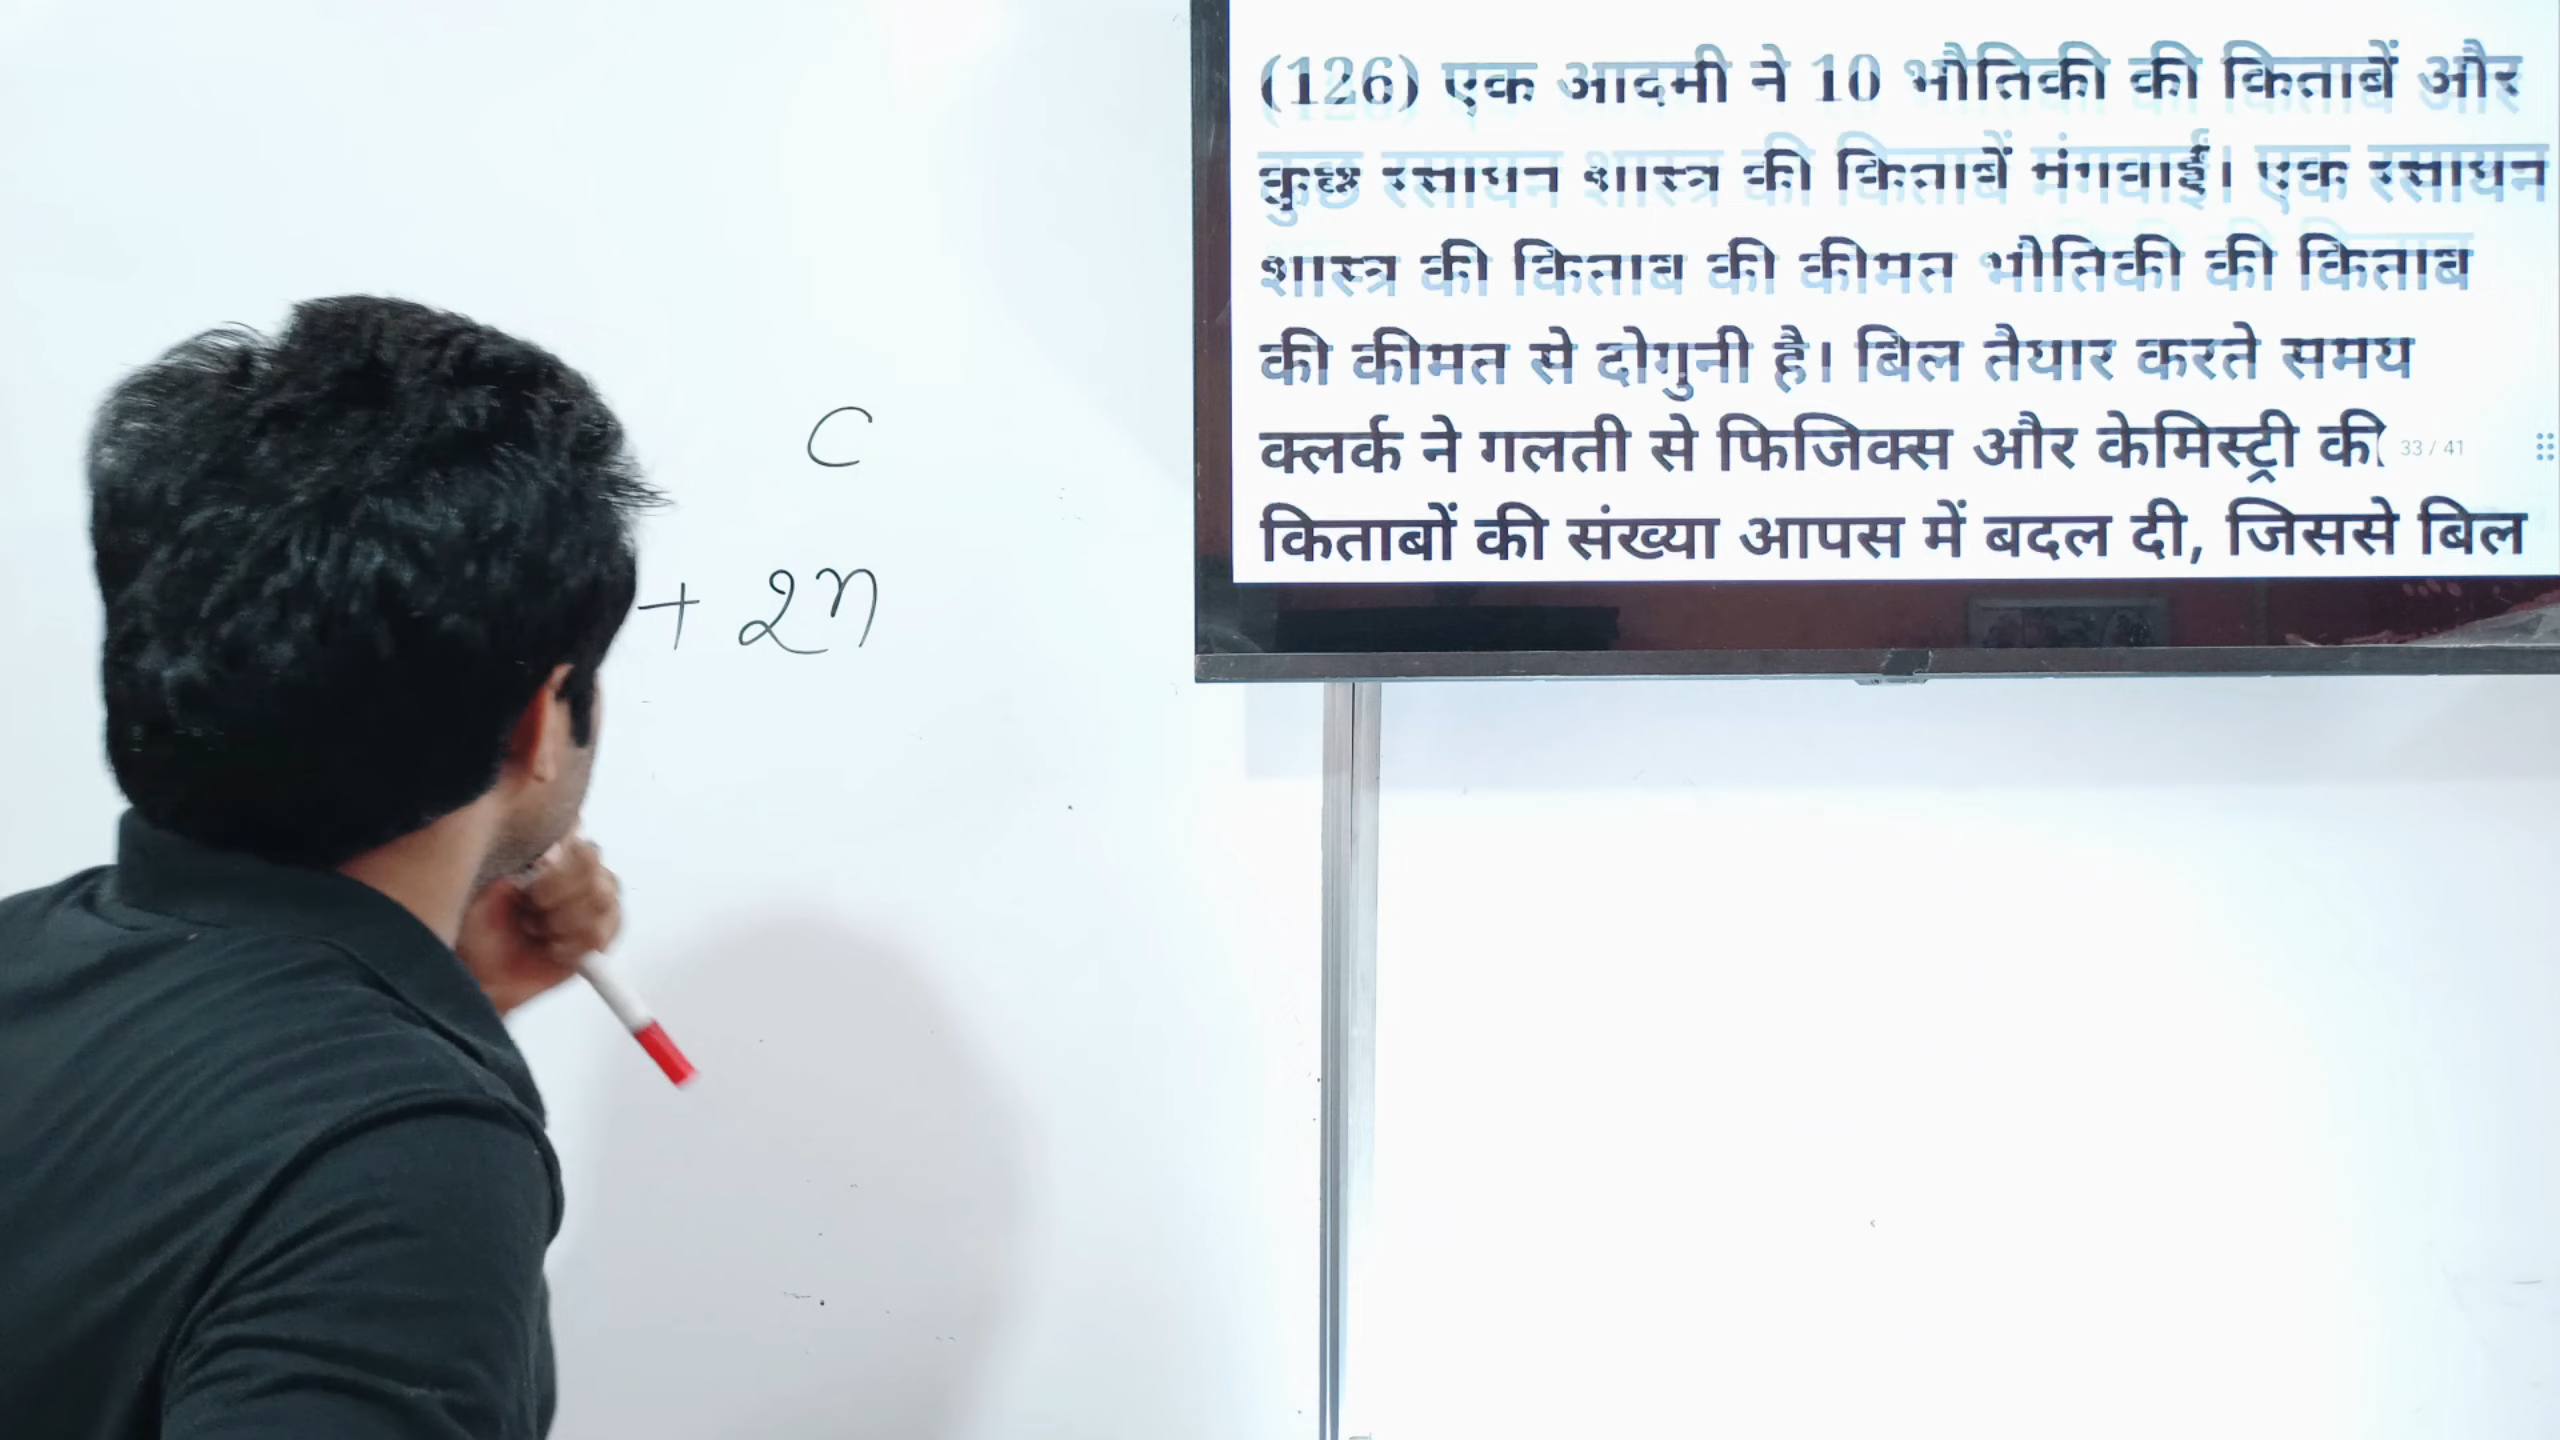 C
+ 2n
(126) एक आदमी ने 10 भौतिकी की किताबें और
कुछ रसायन शास्त्र की किताबें मंगवाईं। एक रसायन
शास्त्र की किताब की कीमत भौतिकी की किताब
की कीमत से दोगुनी है। बिल तैयार करते समय
क्लर्क ने गलती से फिजिक्स और केमिस्ट्री की
33 / 41
किताबों की संख्या आपस में बदल दी, जिससे बिल